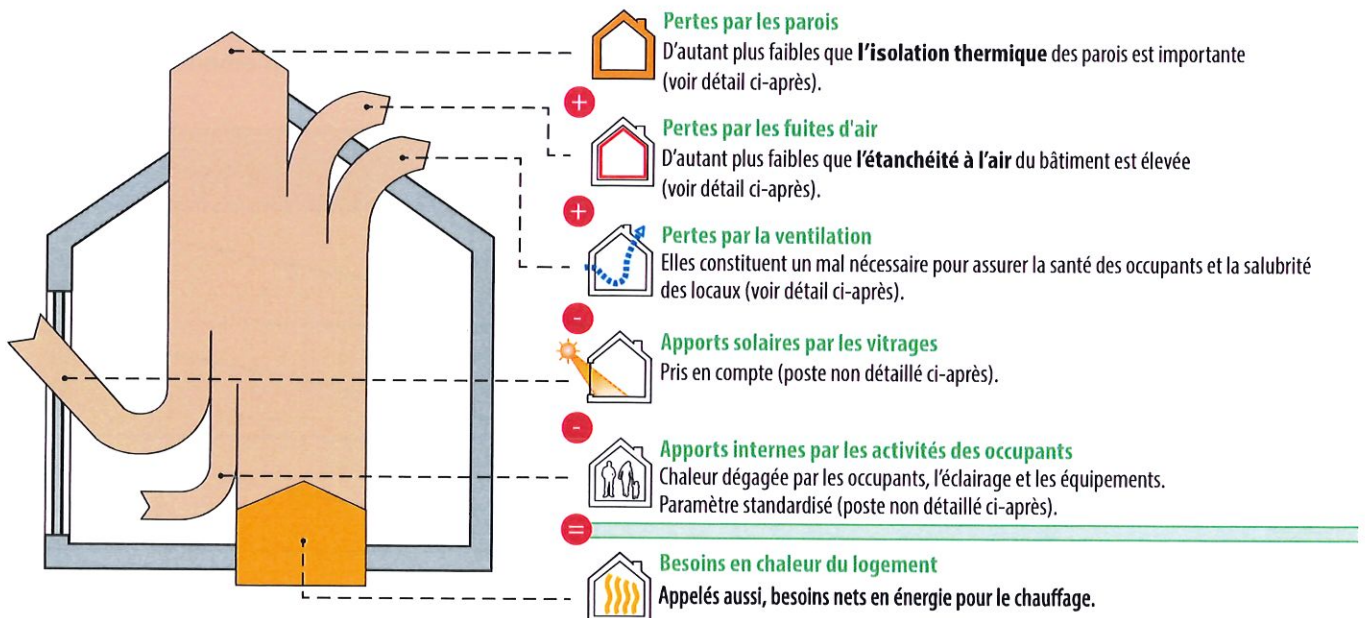 Pertes par les parois
D'autant plus faibles que l'isolation thermique des parois est importante
(voir détail ci-après).
+
Pertes par les fuites d'air
D'autant plus faibles que l'étanchéité à l'air du bâtiment est élevée
(voir détail ci-après).
+
Pertes par la ventilation
Elles constituent un mal nécessaire pour assurer la santé des occupants et la salubrité
des locaux (voir détail ci-après).
-
Apports solaires par les vitrages
Pris en compte (poste non détaillé ci-après).
-
Apports internes par les activités des occupants
Chaleur dégagée par les occupants, l'éclairage et les équipements.
Paramètre standardisé (poste non détaillé ci-après).
=
Besoins en chaleur du logement
Appelés aussi, besoins nets en énergie pour le chauffage.